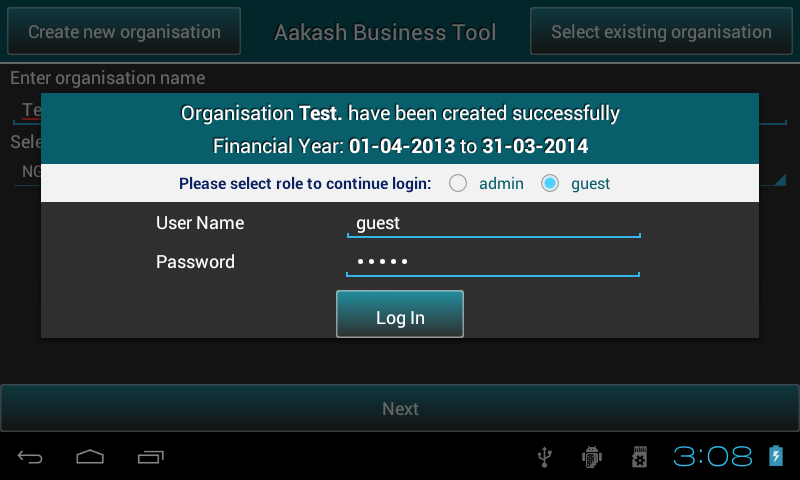 Create new organisation
Aakash Business Tool
Select existing organisation
Enter organisation name
Te
Organisation Test. have been created successfully
Financial Year: 01-04-2013 to 31-03-2014
Sele
NG
Please select role to continue login: admin guest
User Name guest
Password •••••
Log In
Next
3:08